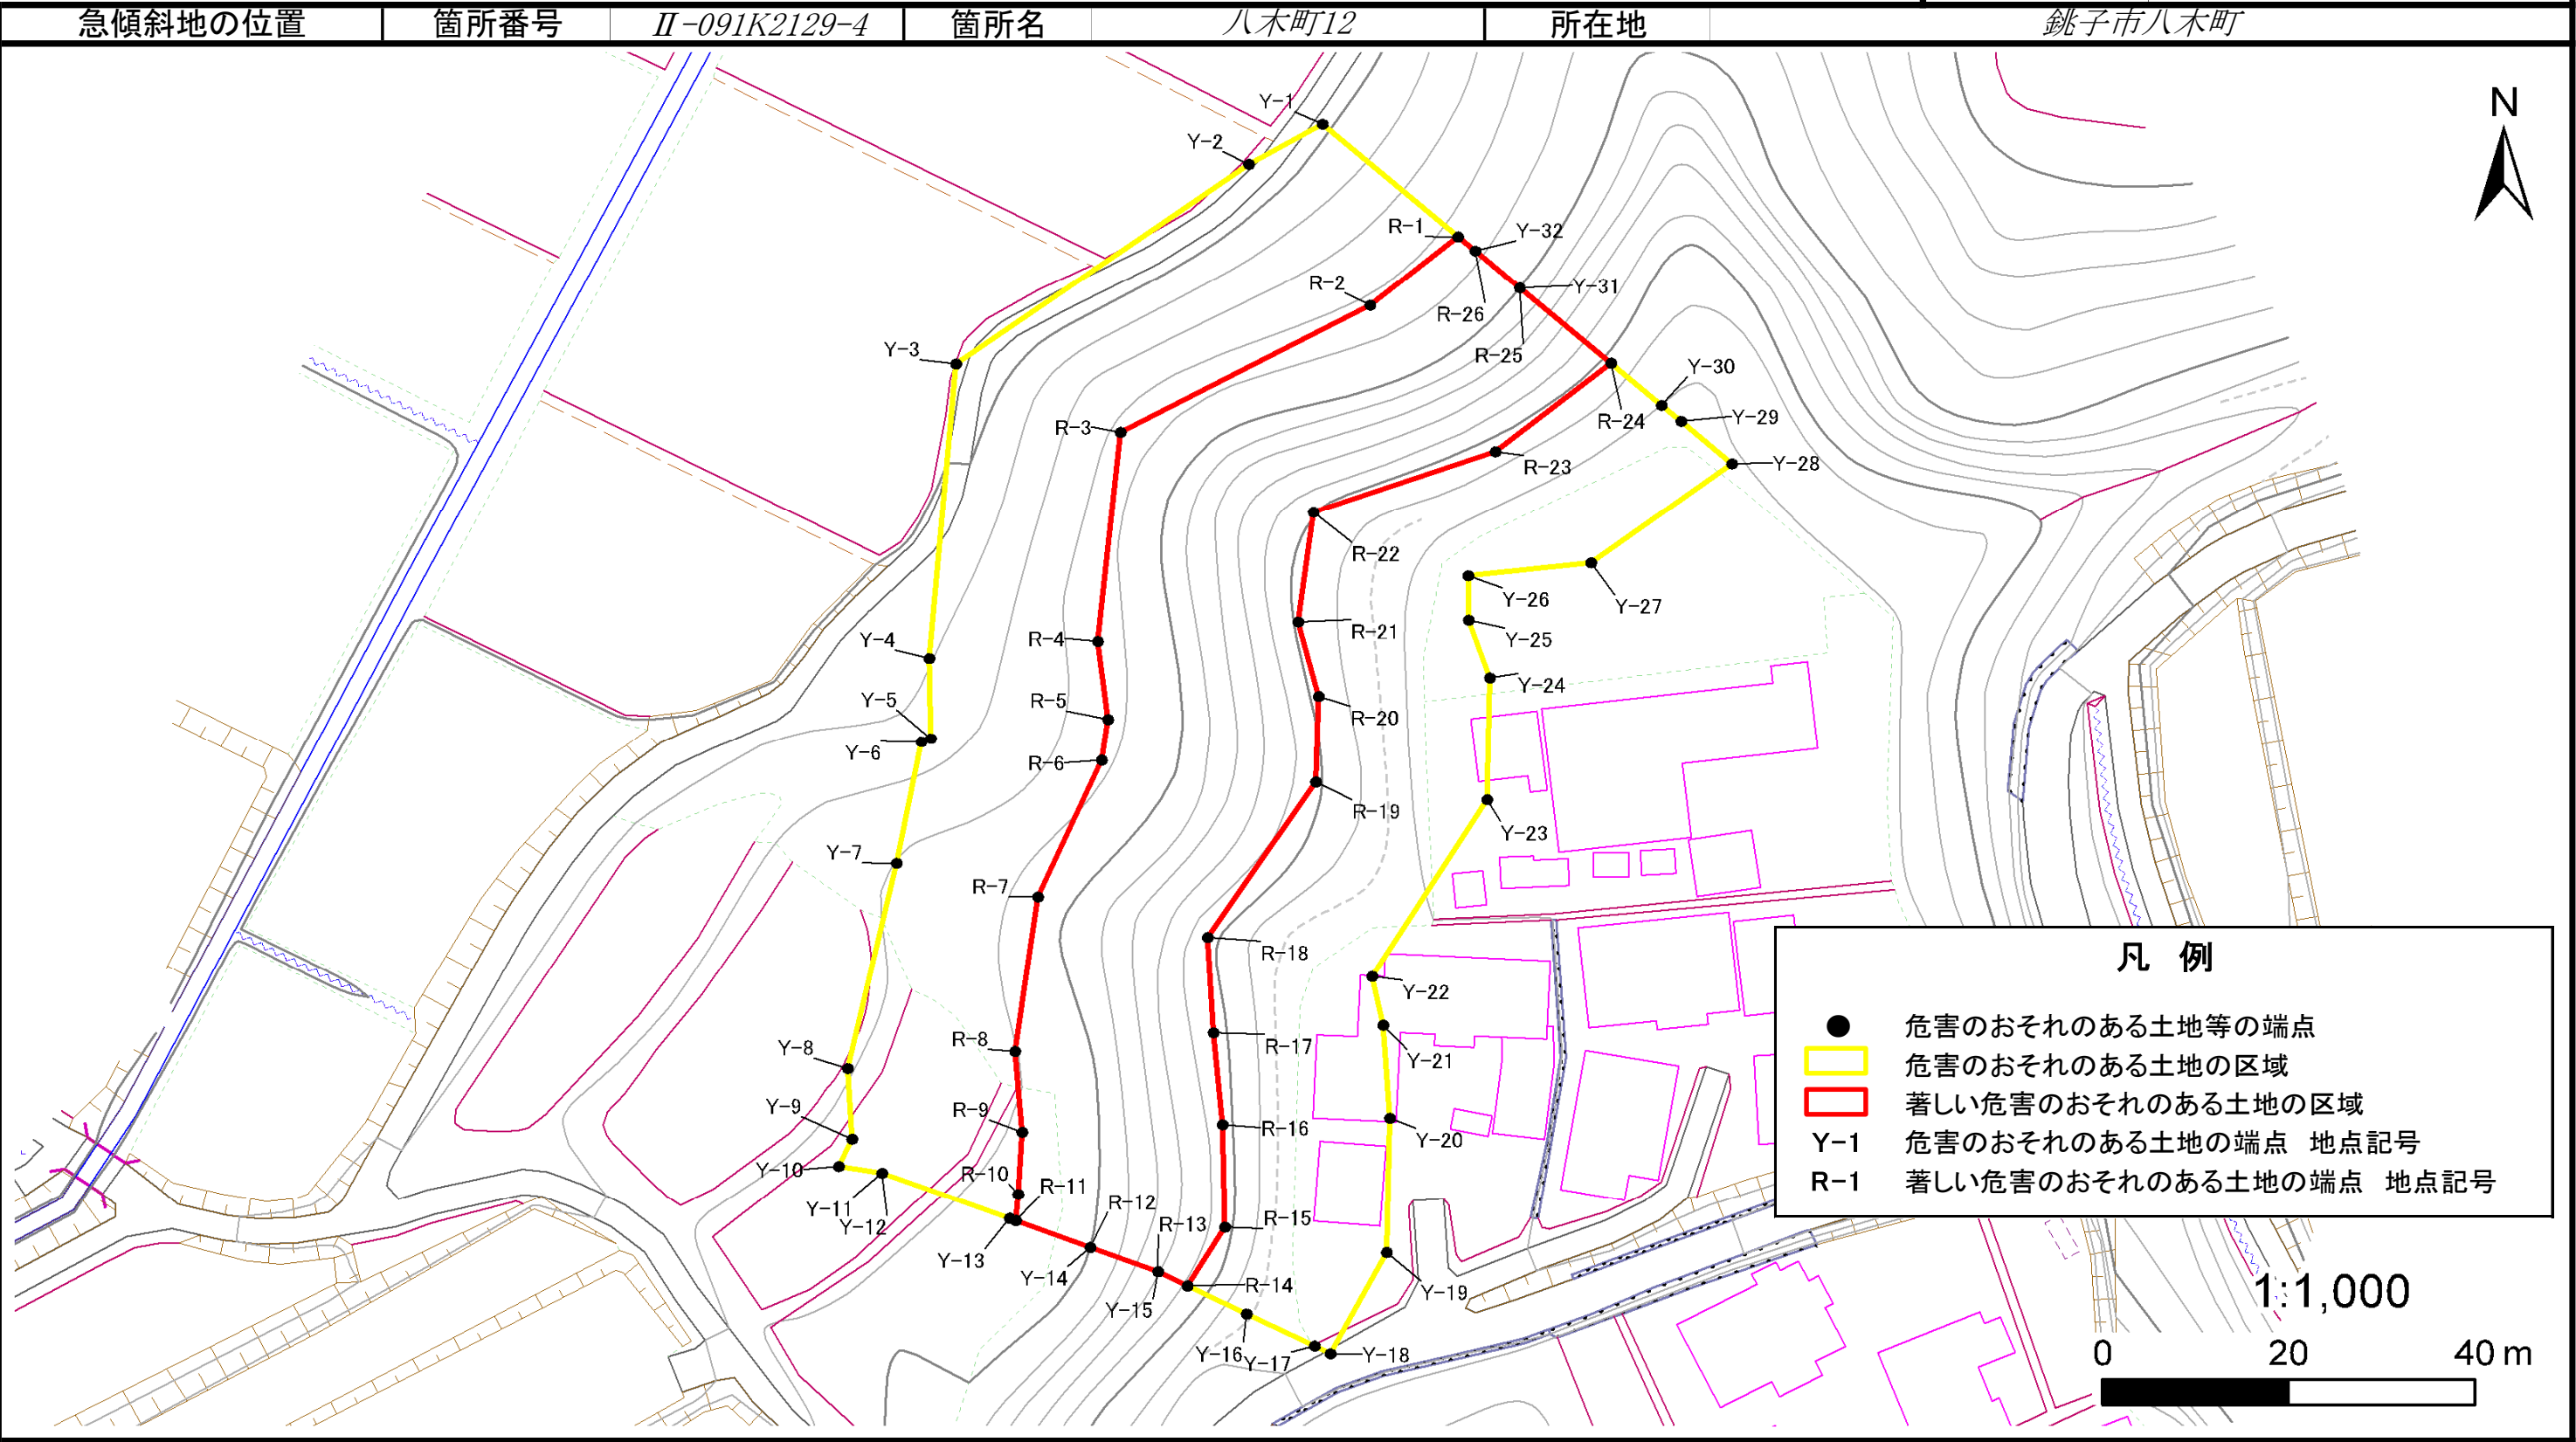 急傾斜地の位置 箇所番号 Ⅱ-091K2129-4 箇所名 八木町12 所在地 銚子市八木町
N
Y-1
Y-2
R-1
Y-32
R-2
Y-31
R-26
Y-3
R-25
Y-30
R-24
Y-29
R-3
R-23
Y-28
R-22
Y-26
Y-27
R-4
R-21
Y-25
Y-4
Y-24
Y-5
R-5
R-20
Y-6
R-6
R-19
Y-23
Y-7
R-7
R-18
Y-22
Y-8
R-8
R-17
Y-21
Y-9
R-9
R-16
Y-20
Y-10
R-10
R-11
Y-11
Y-12
R-12
R-13
R-15
Y-13
Y-14
Y-15
R-14
Y-19
Y-16
Y-17
Y-18
凡 例
危害のおそれのある土地等の端点
危害のおそれのある土地の区域
著しい危害のおそれのある土地の区域
Y-1 危害のおそれのある土地の端点 地点記号
R-1 著しい危害のおそれのある土地の端点 地点記号
1:1,000
0 20 40 m